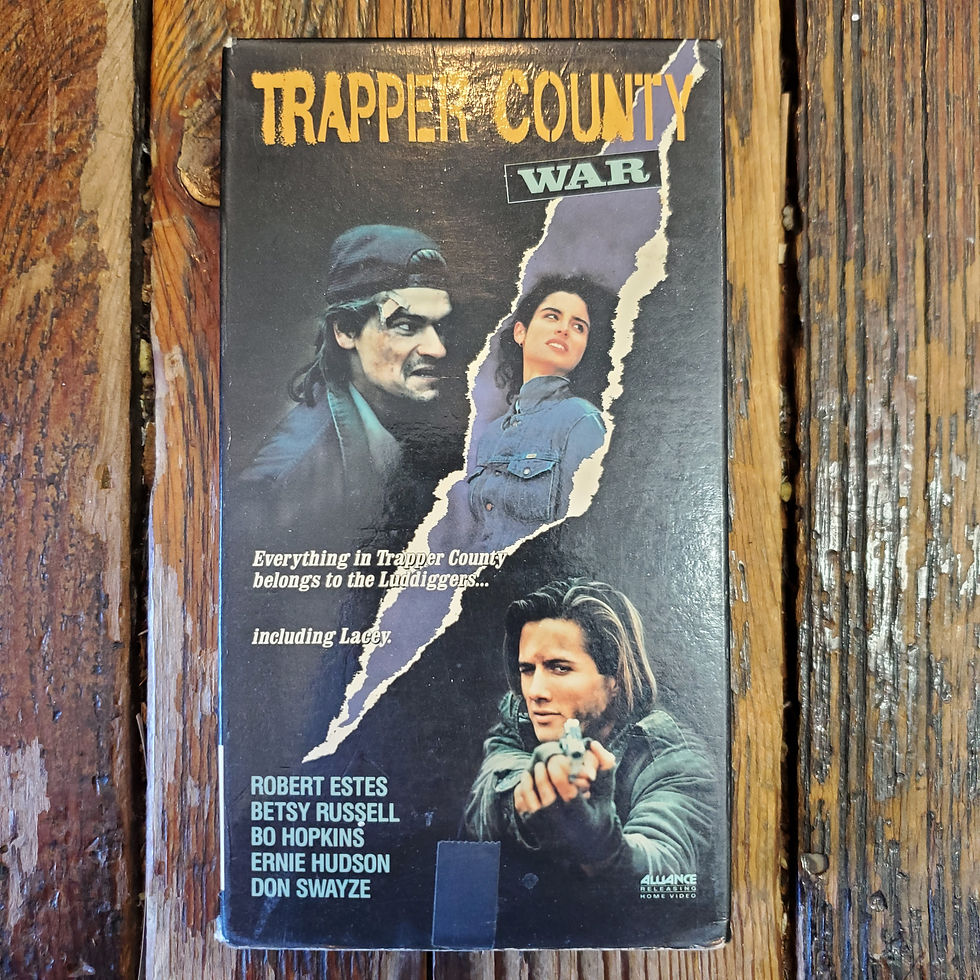 TRAPPER COUNTY
WAR
Everything in Trapper County
belongs to the Luddiggers...
including Lacey.
ROBERT ESTES
BETSY RUSSELL
BO HOPKINS
ERNIE HUDSON
DON SWAYZE
ALLIANCE
RELEASING
HOME VIDEO